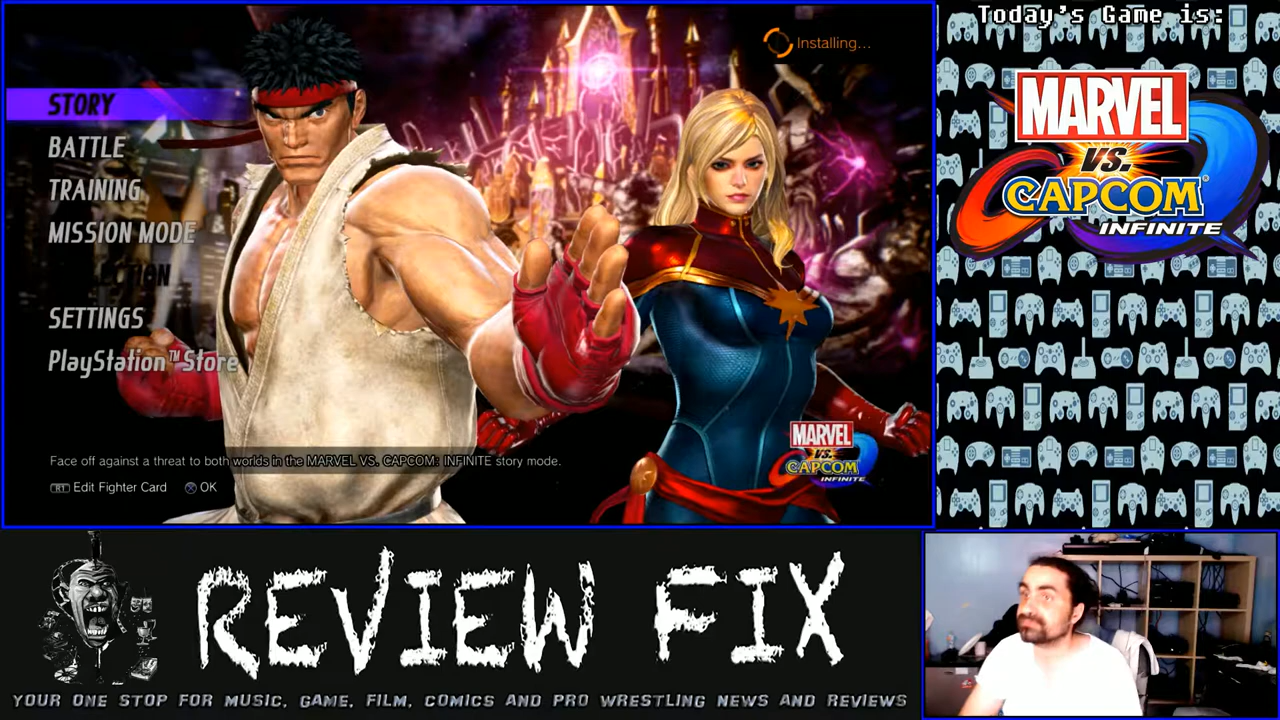 Today's Game is:
Installing...
STORY
BATTLE
TRAINING
MISSION MODE
COLLECTION
SETTINGS
PlayStation™Store
Face off against a threat to both worlds in the MARVEL VS. CAPCOM: INFINITE story mode.
R1 Edit Fighter Card OK
MARVEL
VS.
CAPCOM
INFINITE
MARVEL
VS.
CAPCOM®
INFINITE
REVIEW FIX
YOUR ONE STOP FOR MUSIC, GAME, FILM, COMICS AND PRO WRESTLING NEWS AND REVIEWS